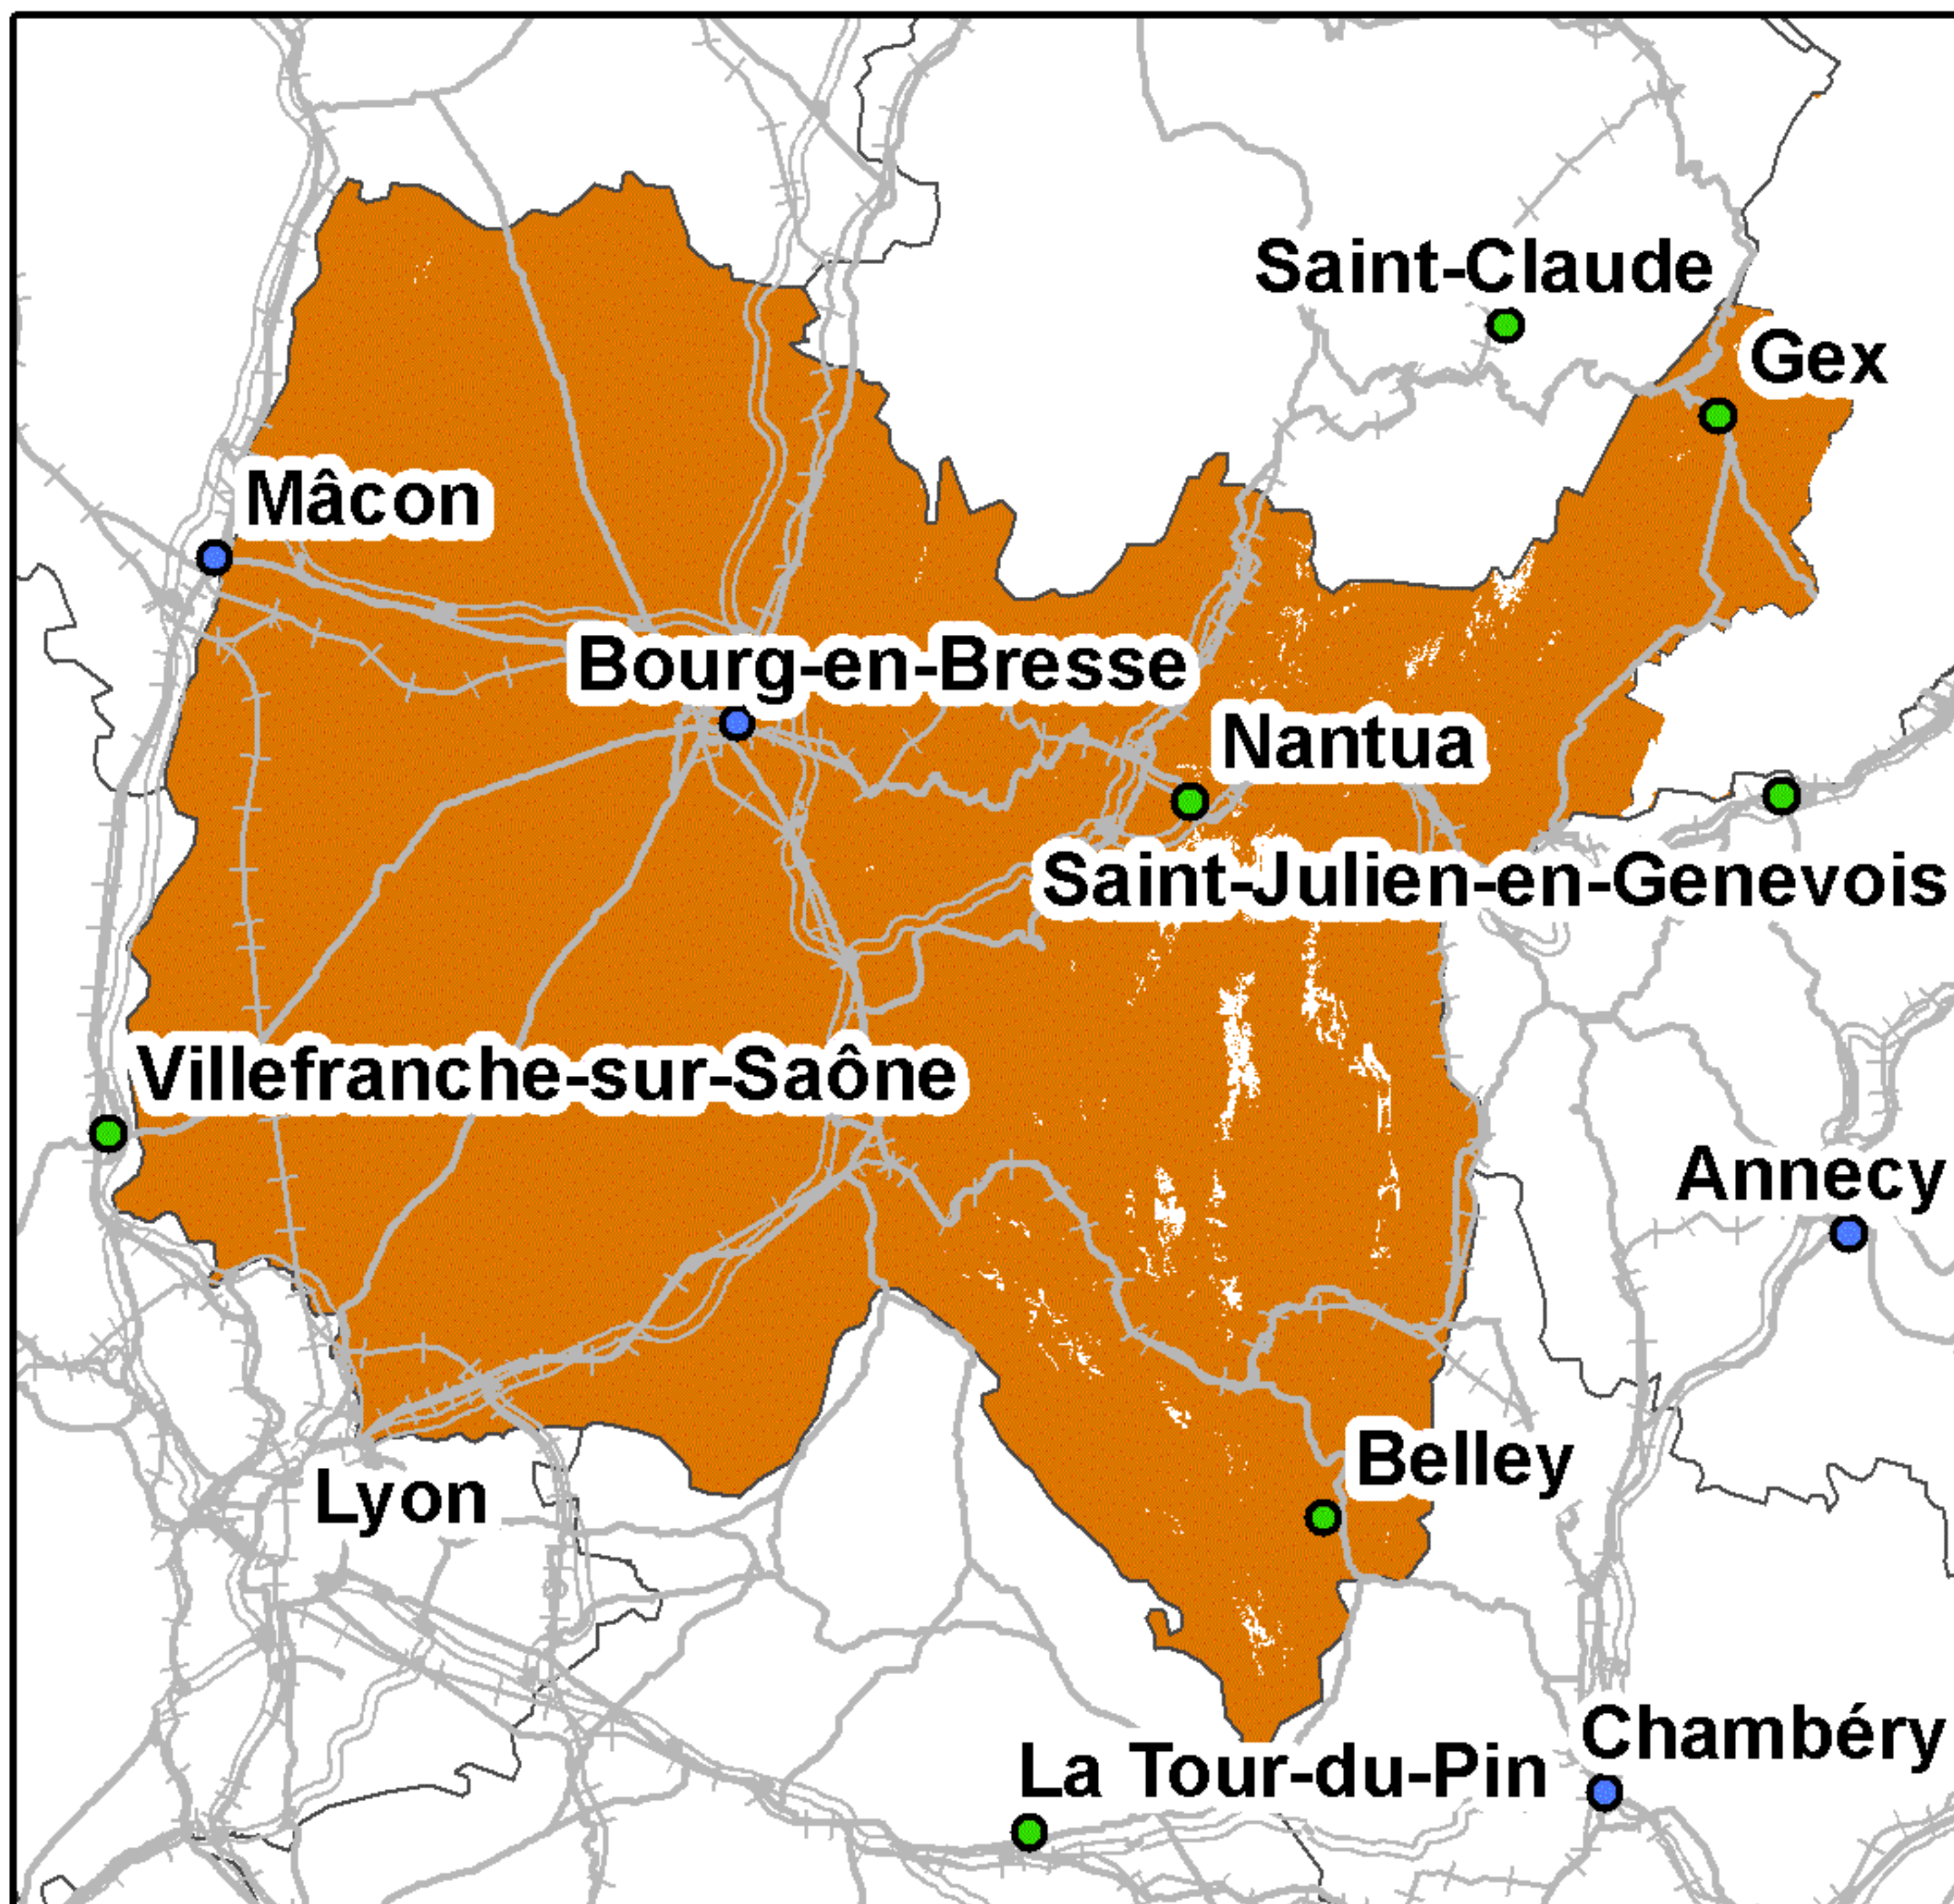 Saint-Claude
Gex
Mâcon
Bourg-en-Bresse
Nantua
Saint-Julien-en-Genevois
Villefranche-sur-Saône
Annecy
Belley
Lyon
Chambéry
La Tour-du-Pin